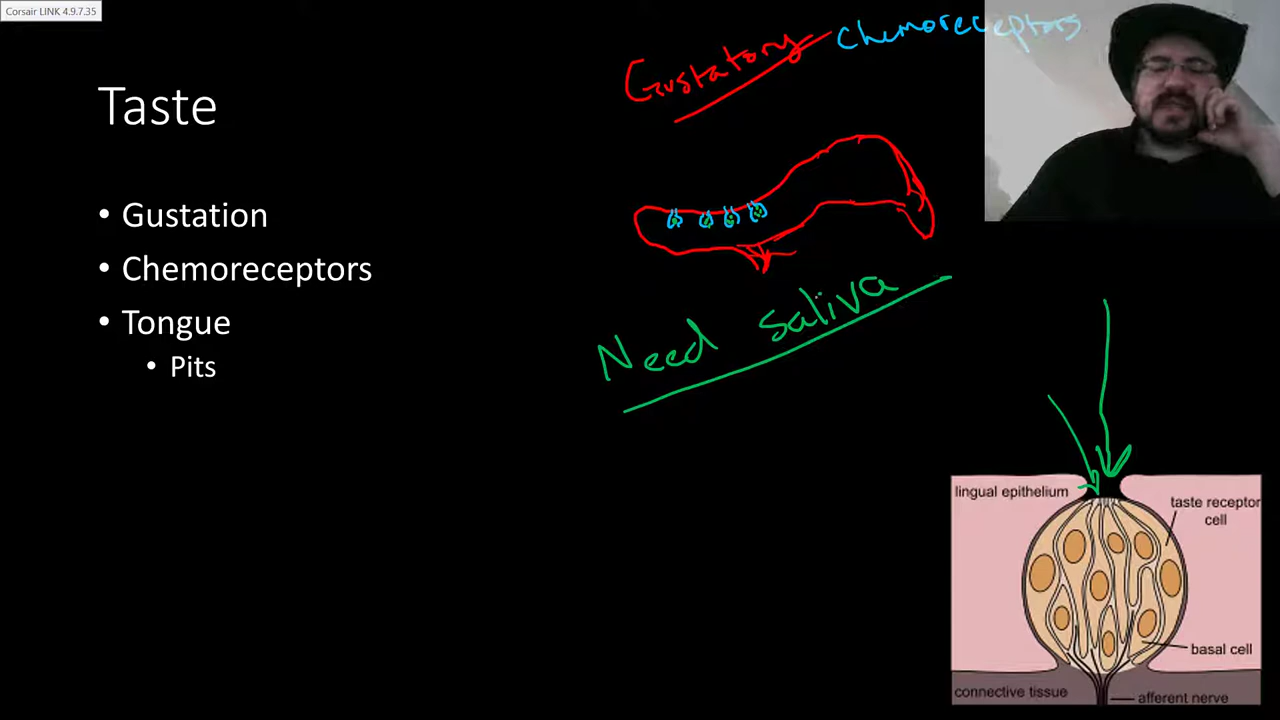 Corsair LINK 4.9.7.35
Gustatory Chemoreceptors
Taste
• Gustation
• Chemoreceptors
• Tongue
• Pits
Need saliva
lingual epithelium
taste receptor
cell
basal cell
connective tissue
afferent nerve